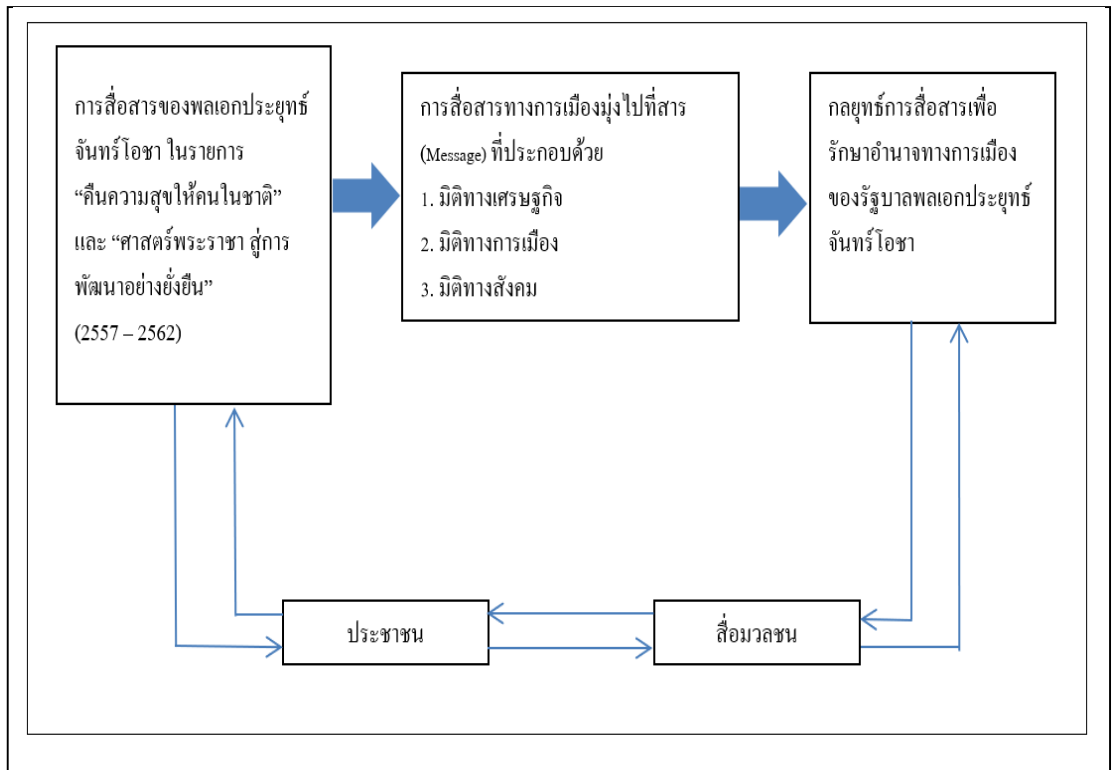 การสื่อสารของพลเอกประยุทธ์
จันทร์โอชา ในรายการ
“คืนความสุขให้คนในชาติ”
และ “ศาสตร์พระราชา สู่การ
พัฒนาอย่างยั่งยืน”
(2557 – 2562)
การสื่อสารทางการเมืองมุ่งไปที่สาร
(Message) ที่ประกอบด้วย
1. มิติทางเศรษฐกิจ
2. มิติทางการเมือง
3. มิติทางสังคม
กลยุทธ์การสื่อสารเพื่อ
รักษาอำนาจทางการเมือง
ของรัฐบาลพลเอกประยุทธ์
จันทร์โอชา
ประชาชน
สื่อมวลชน